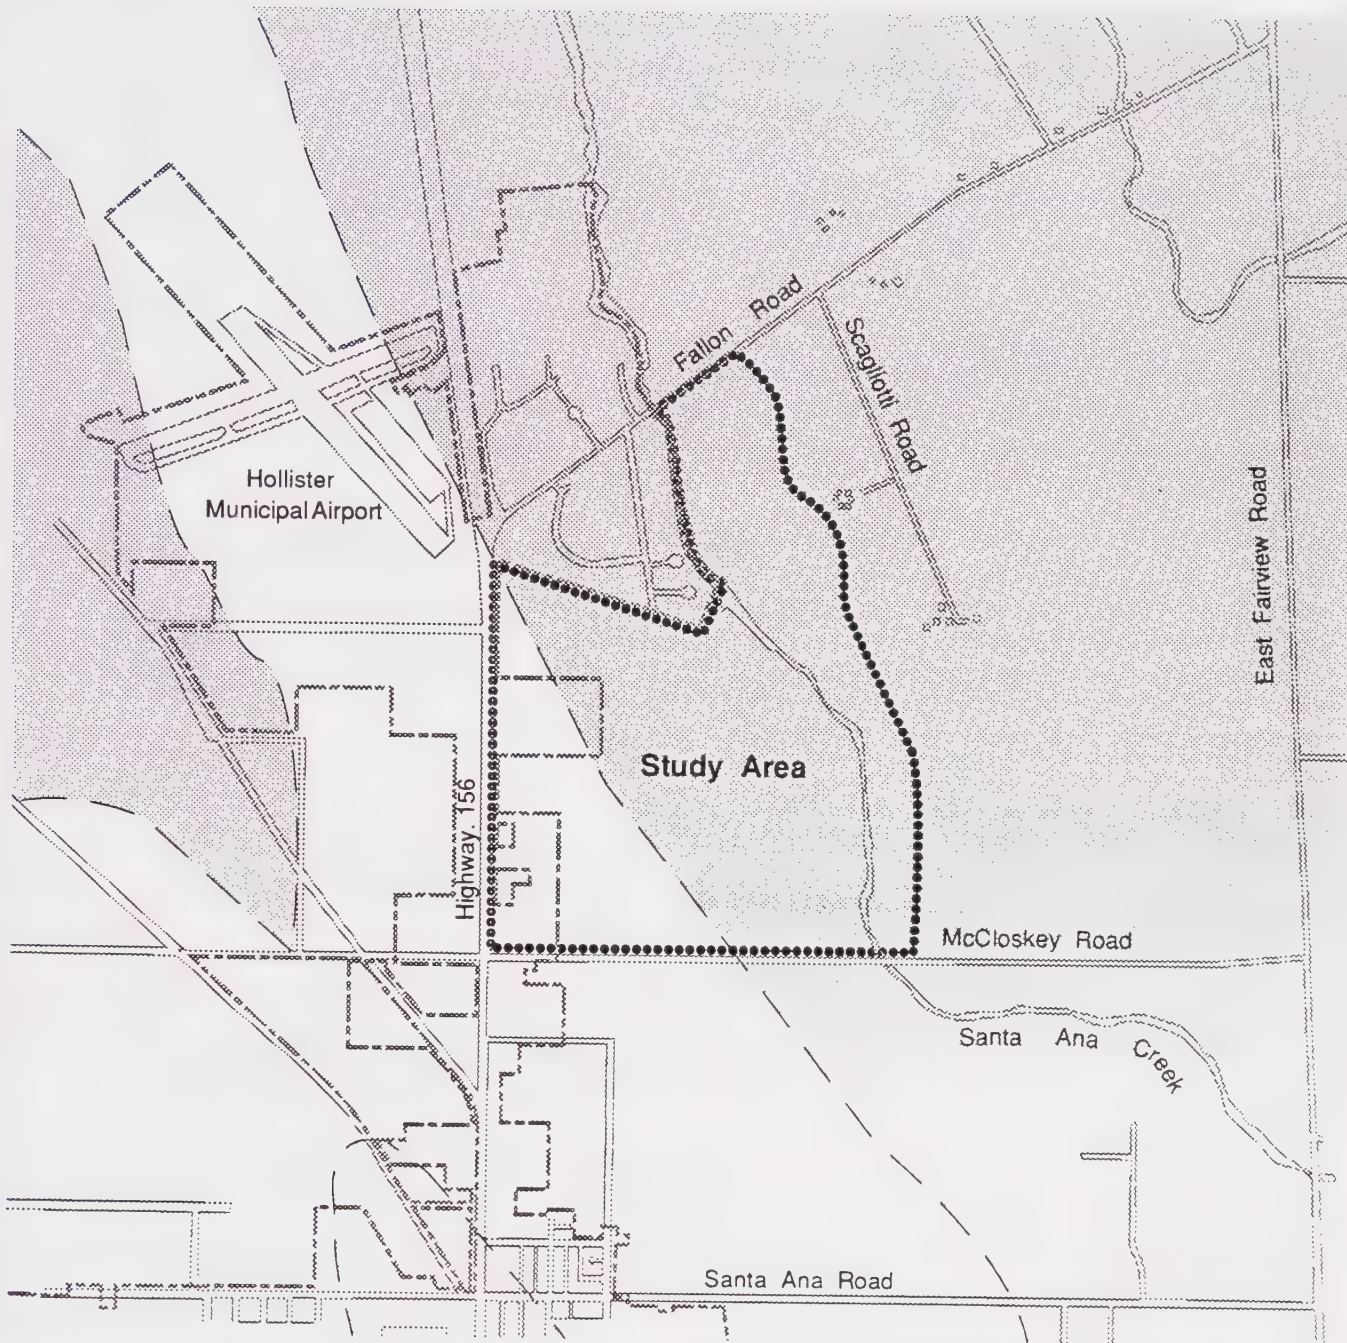 Fallon Road
Scagliotti Road
Hollister
Municipal Airport
East Fairview Road
Study Area
Highway 156
McCloskey Road
Santa Ana Creek
Santa Ana Road